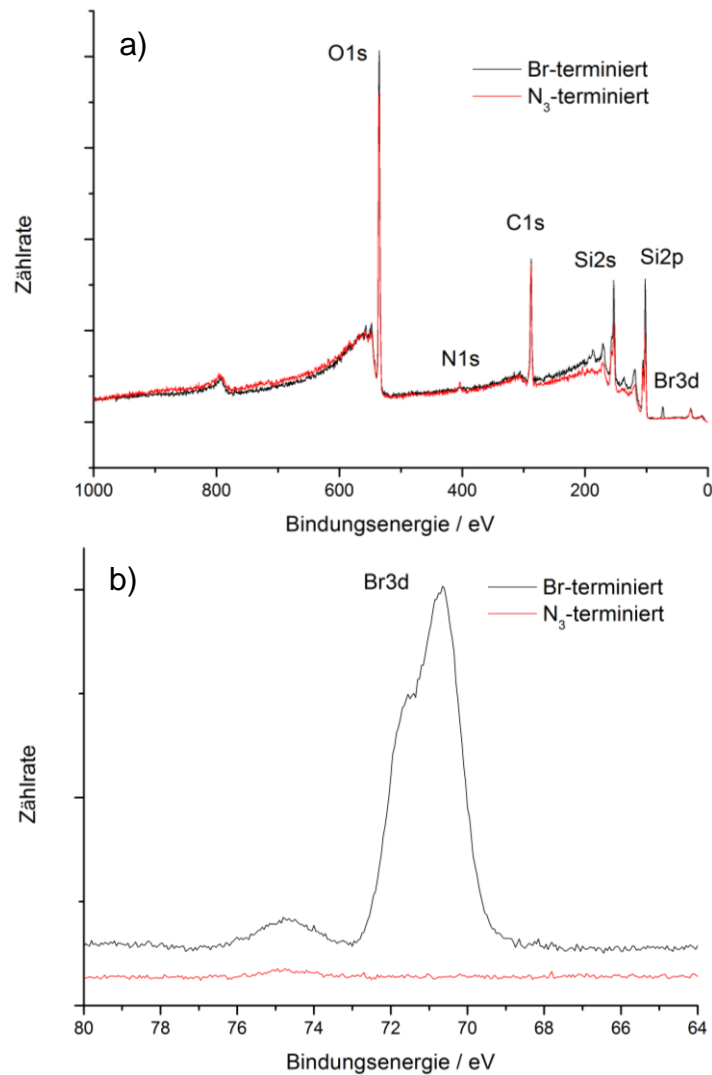 a)
O1s
Br-terminiert
N₃-terminiert
C1s
Si2s
Si2p
N1s
Br3d
Zählrate
1000
800
600
400
200
0
Bindungsenergie / eV
b)
Br3d
Br-terminiert
N₃-terminiert
Zählrate
80
78
76
74
72
70
68
66
64
Bindungsenergie / eV